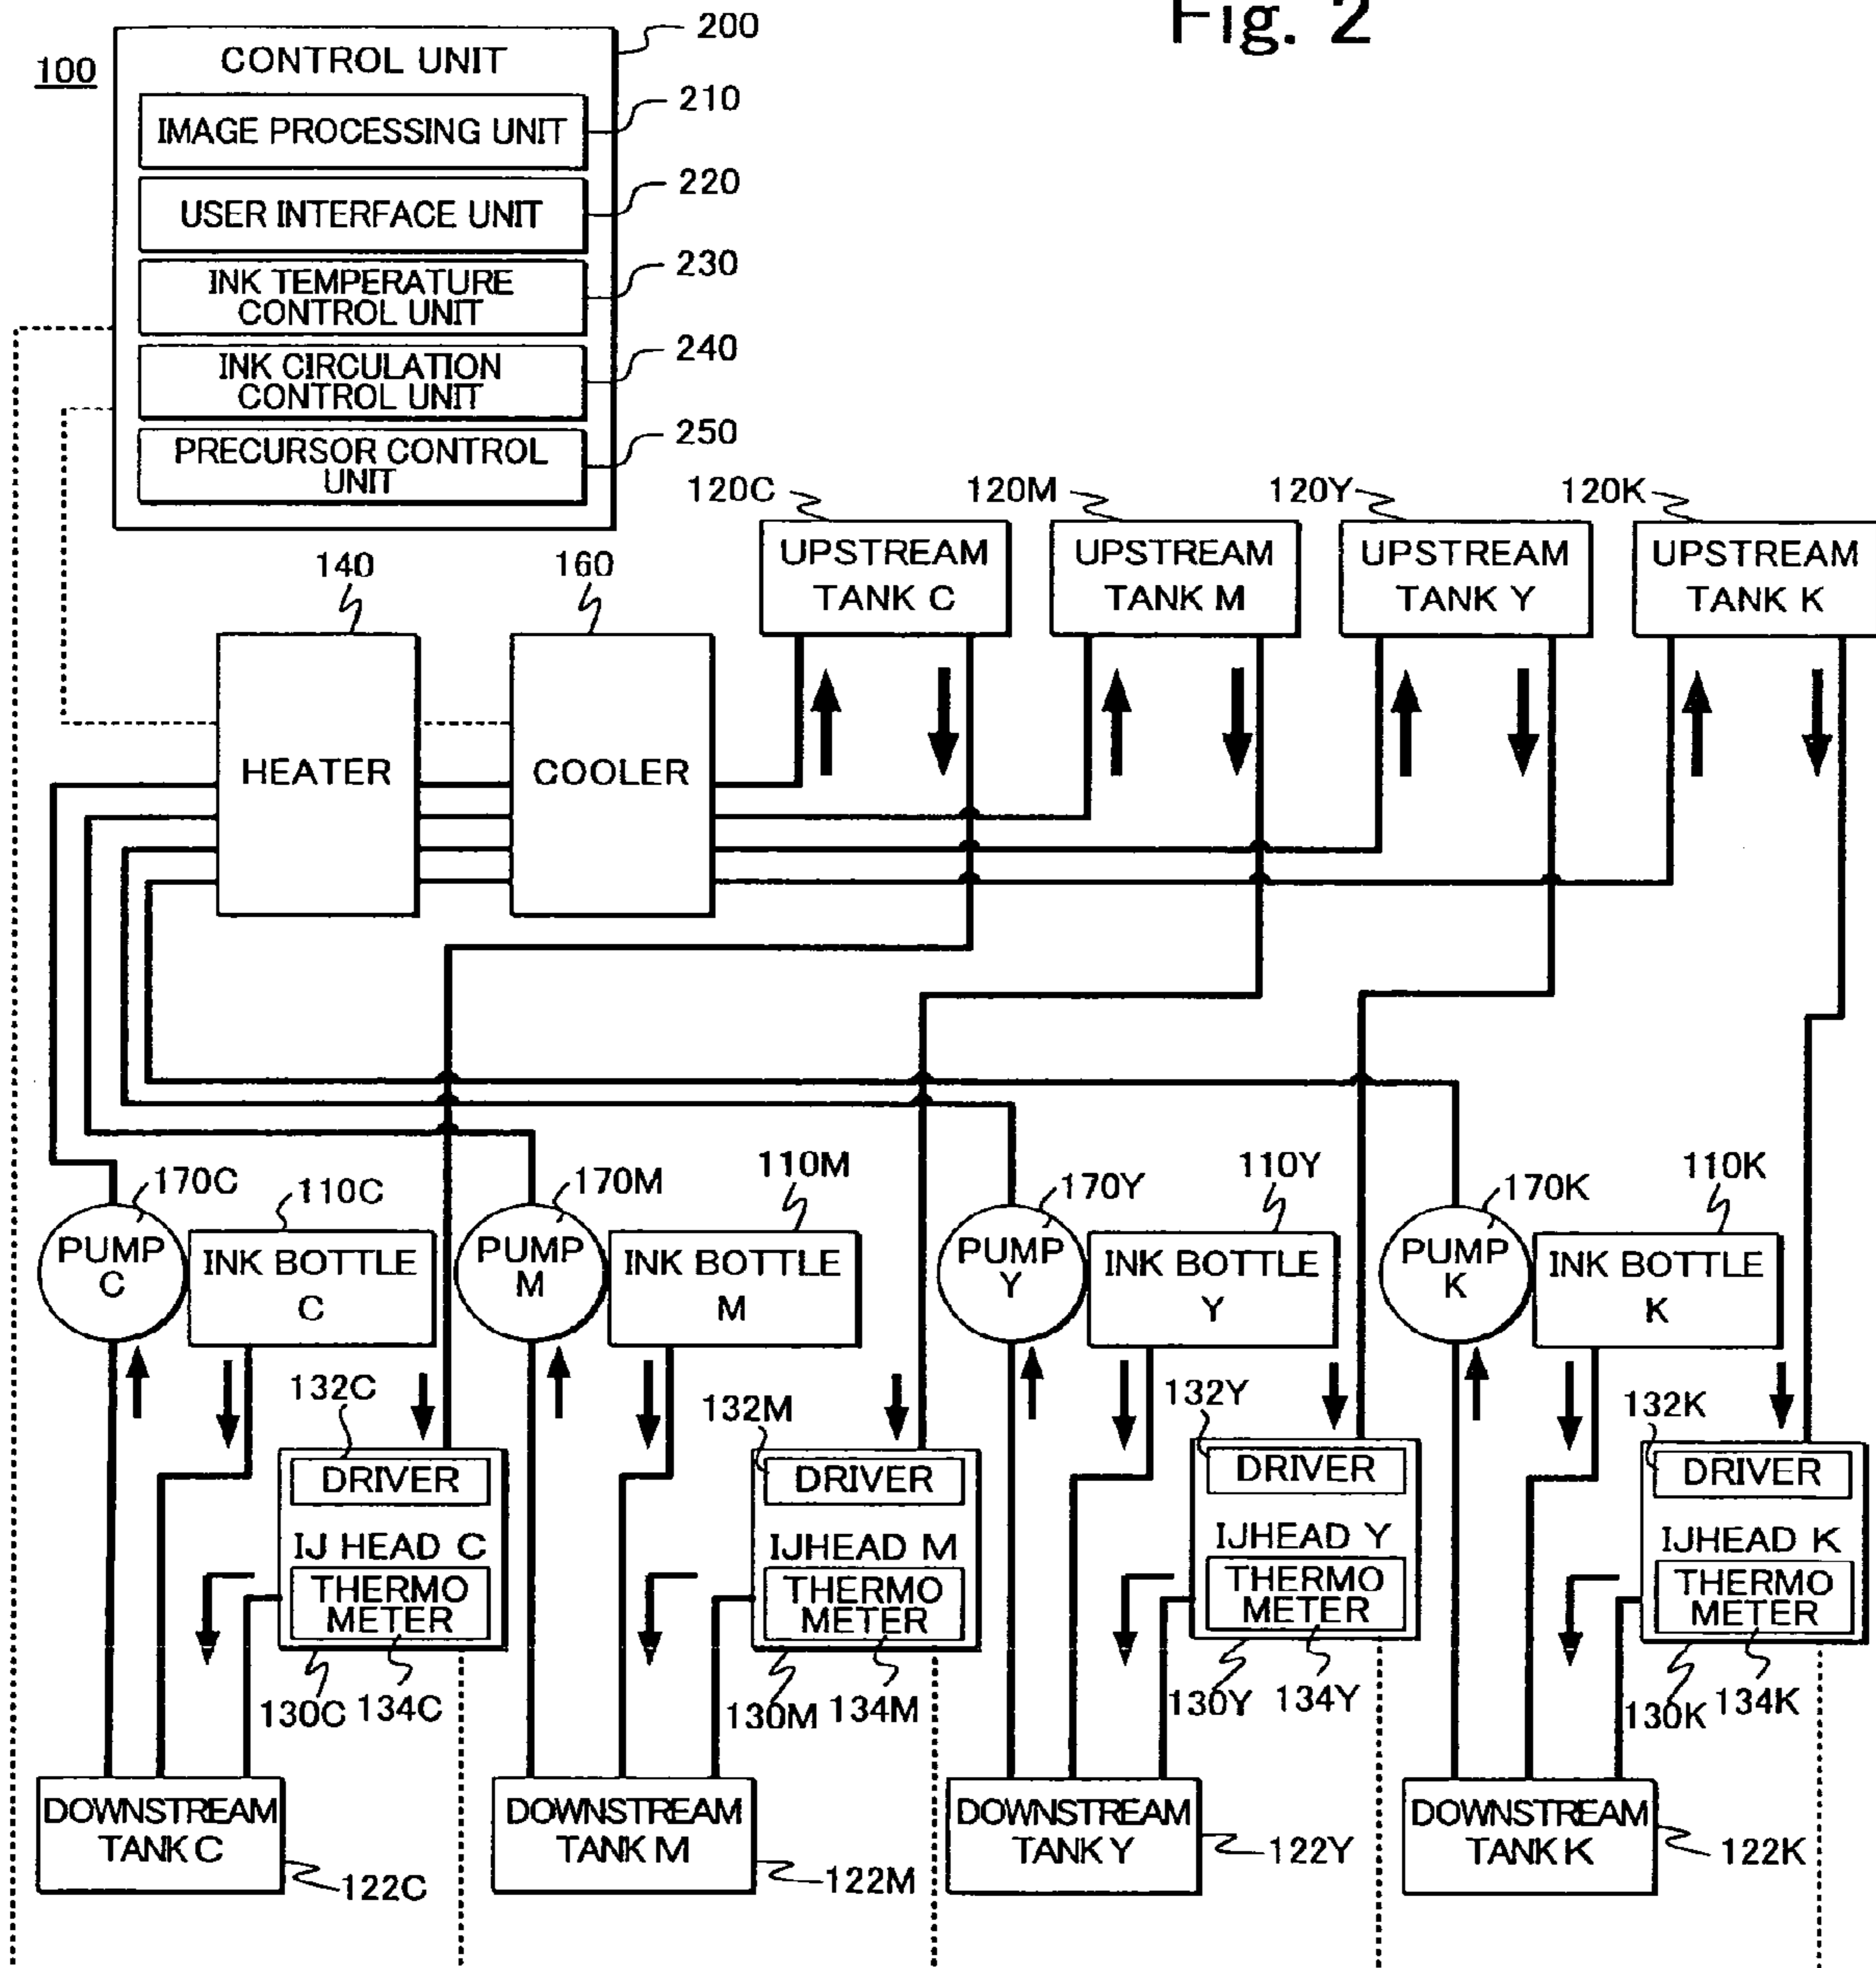 Fig. 2
100
200
CONTROL UNIT
210
IMAGE PROCESSING UNIT
220
USER INTERFACE UNIT
230
INK TEMPERATURE
CONTROL UNIT
240
INK CIRCULATION
CONTROL UNIT
250
PRECURSOR CONTROL
UNIT
120C
120M
120Y
120K
UPSTREAM
TANK C
UPSTREAM
TANK M
UPSTREAM
TANK Y
UPSTREAM
TANK K
140
160
HEATER
COOLER
170C
110C
170M
110M
170Y
110Y
170K
110K
PUMP
C
INK BOTTLE
C
PUMP
M
INK BOTTLE
M
PUMP
Y
INK BOTTLE
Y
PUMP
K
INK BOTTLE
K
132C
132M
132Y
132K
DRIVER
IJ HEAD C
THERMO
METER
DRIVER
IJHEAD M
THERMO
METER
DRIVER
IJHEAD Y
THERMO
METER
DRIVER
IJHEAD K
THERMO
METER
130C
134C
130M
134M
130Y
134Y
130K
134K
DOWNSTREAM
TANK C
122C
DOWNSTREAM
TANK M
122M
DOWNSTREAM
TANK Y
122Y
DOWNSTREAM
TANK K
122K